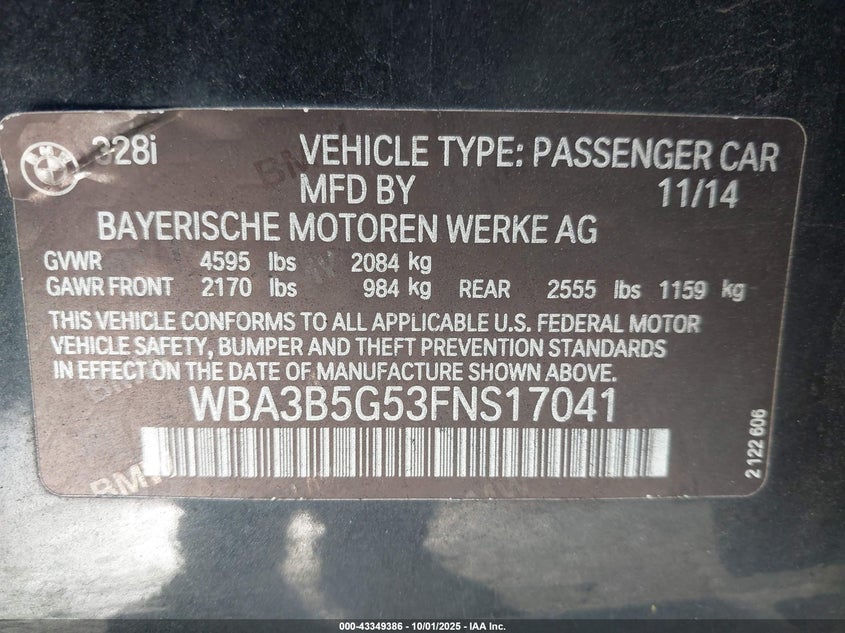 328i VEHICLE TYPE: PASSENGER CAR
MFD BY 11/14
BAYERISCHE MOTOREN WERKE AG
GVWR 4595 lbs 2084 kg
GAWR FRONT 2170 lbs 984 kg REAR 2555 lbs 1159 kg
THIS VEHICLE CONFORMS TO ALL APPLICABLE U.S. FEDERAL MOTOR
VEHICLE SAFETY, BUMPER AND THEFT PREVENTION STANDARDS
IN EFFECT ON THE DATE OF MANUFACTURE SHOWN ABOVE.
WBA3B5G53FNS17041
2 122 606
000-43349386 - 10/01/2025 - IAA Inc.